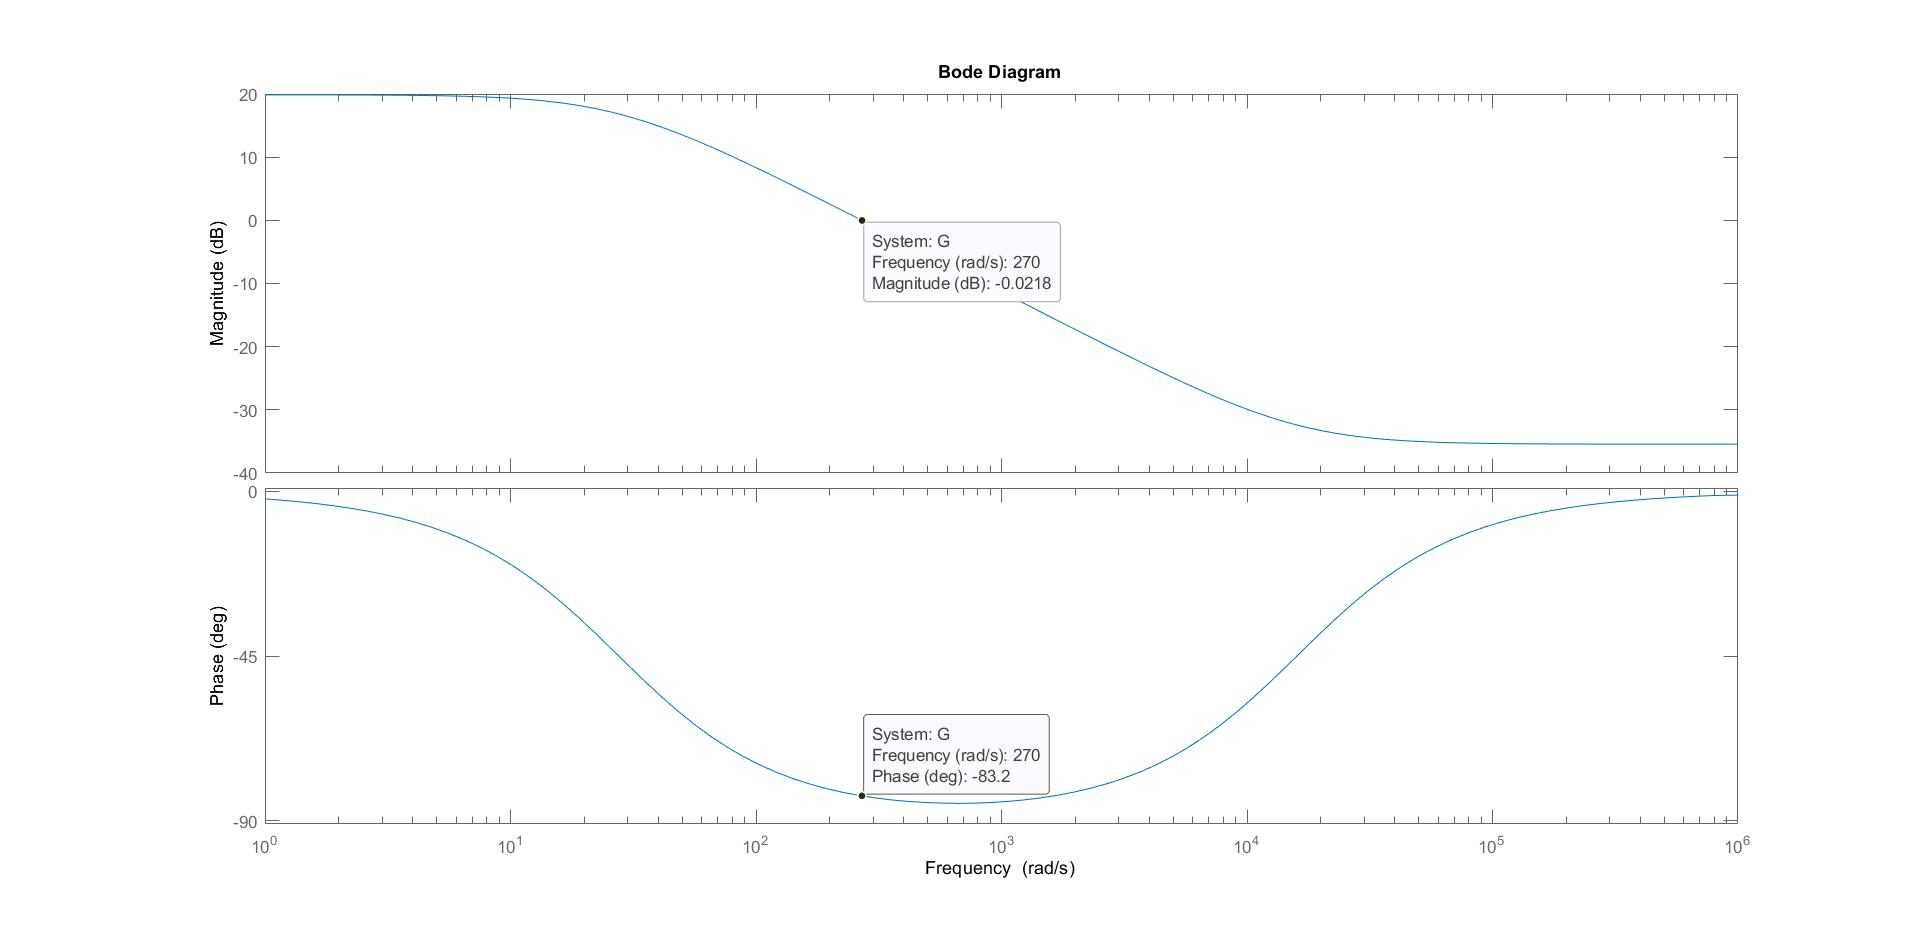 Bode Diagram
20
10
0
-10
-20
-30
-40
Magnitude (dB)
System: G
Frequency (rad/s): 270
Magnitude (dB): -0.0218
0
-45
-90
Phase (deg)
System: G
Frequency (rad/s): 270
Phase (deg): -83.2
10^0 10^1 10^2 10^3 10^4 10^5 10^6
Frequency (rad/s)